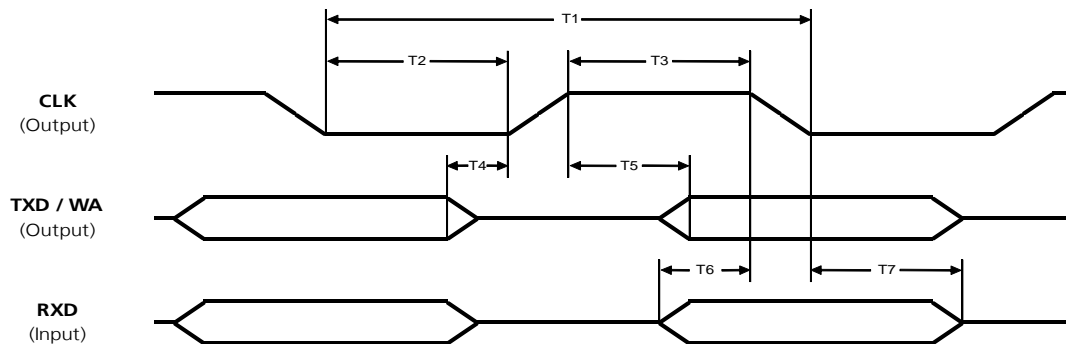 T1
T2
T3
CLK
(Output)
T4
T5
TXD / WA
(Output)
T6
T7
RXD
(Input)